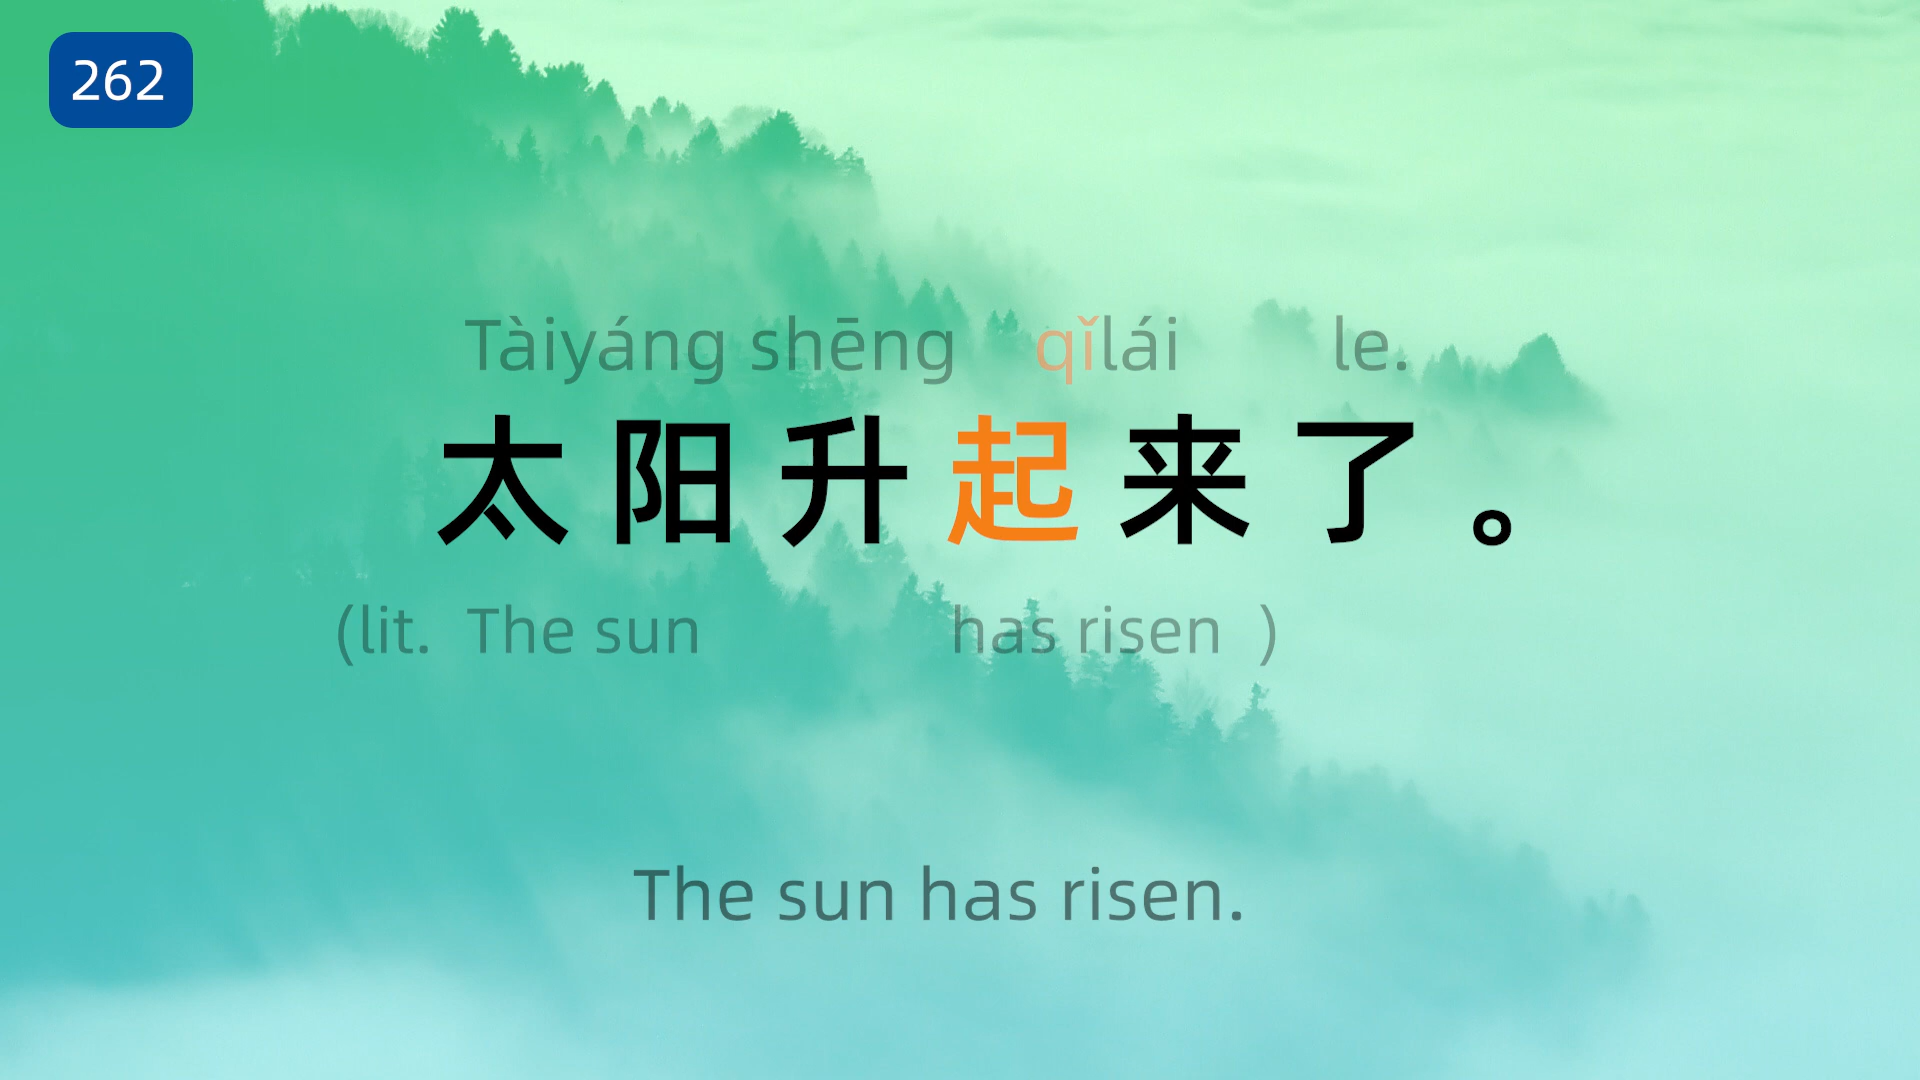 262
Tàiyáng shēng qǐlái le.
太阳升起来了。
(lit. The sun has risen )
The sun has risen.